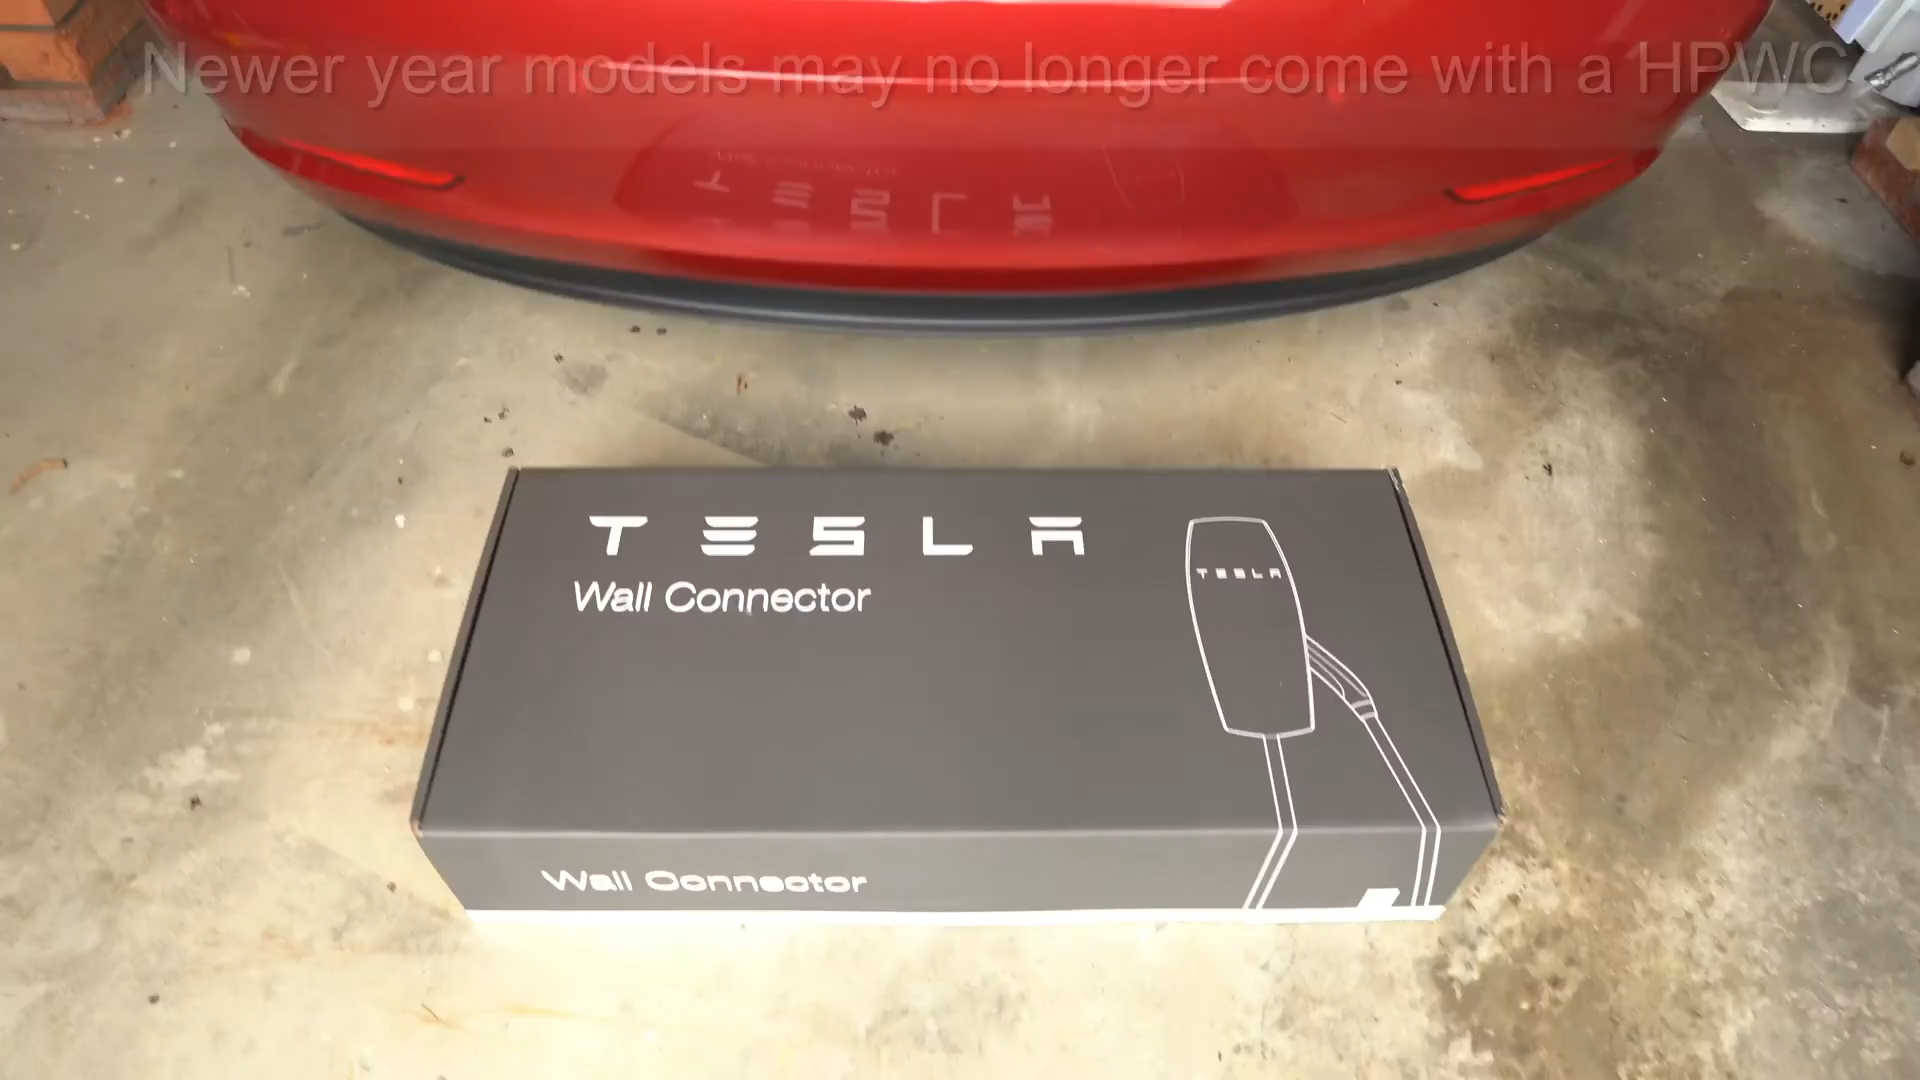 Newer year models may no longer come with a HPWC
TESLA
Wall Connector
TESLA
Wall Connector